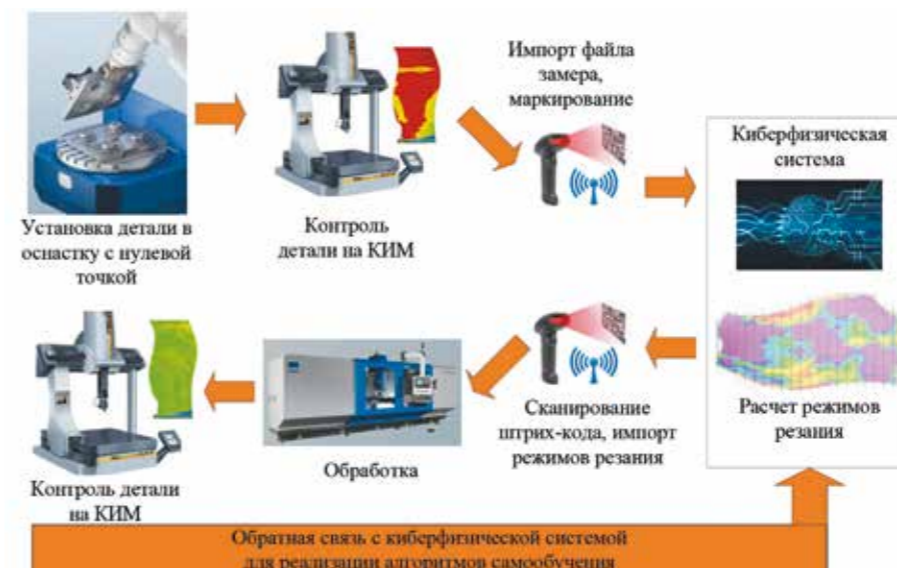 Установка детали в
оснастку с нулевой
точкой
Контроль
детали на КИМ
Импорт файла
замера,
маркирование
Киберфизическая
система
Расчет режимов
резания
Сканирование
штрих-кода, импорт
режимов резания
Обработка
Контроль детали
на КИМ
Обратная связь с киберфизической системой
для реализации алгоритмов самообучения